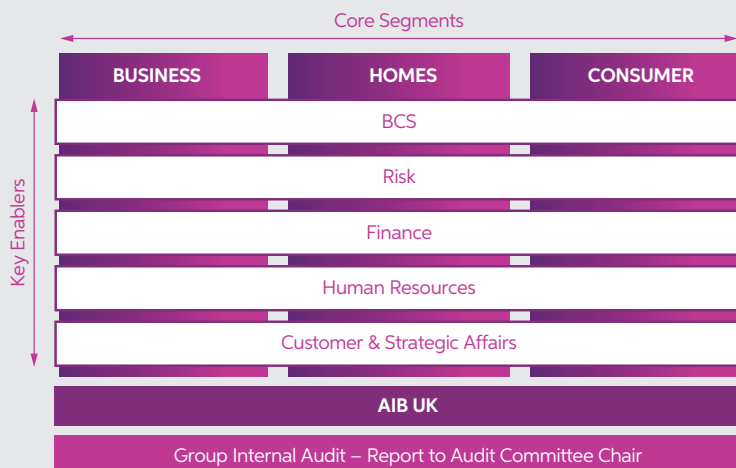 Core Segments
BUSINESS
HOMES
CONSUMER
Key Enablers
BCS
Risk
Finance
Human Resources
Customer & Strategic Affairs
AIB UK
Group Internal Audit – Report to Audit Committee Chair